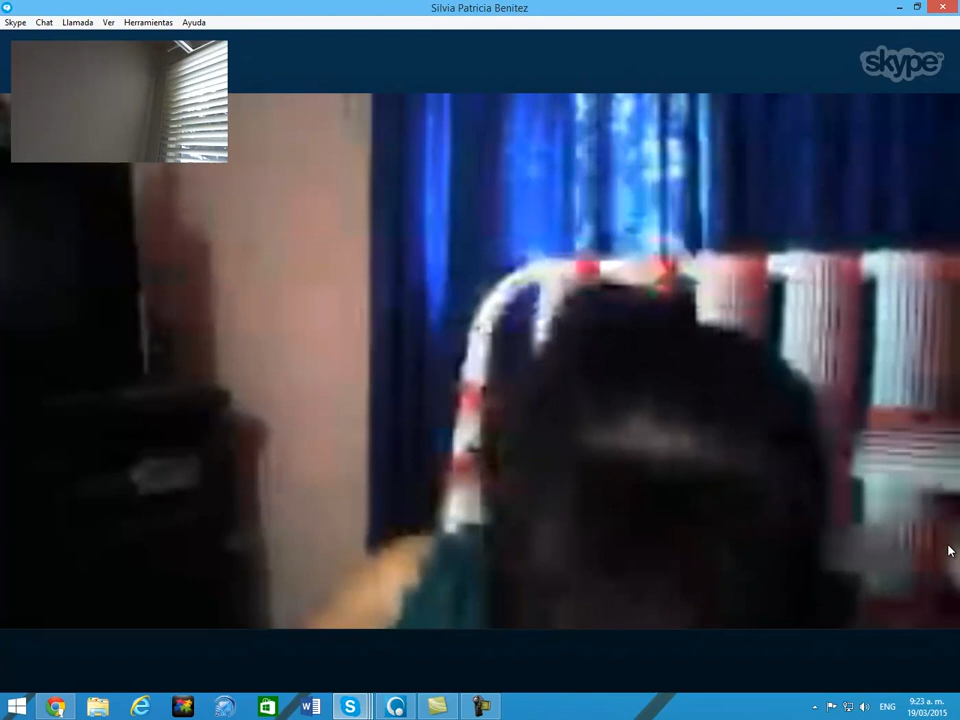 Silvia Patricia Benitez
Skype Chat Llamada Ver Herramientas Ayuda
skype
ENG
9:23 a. m.
19/03/2015